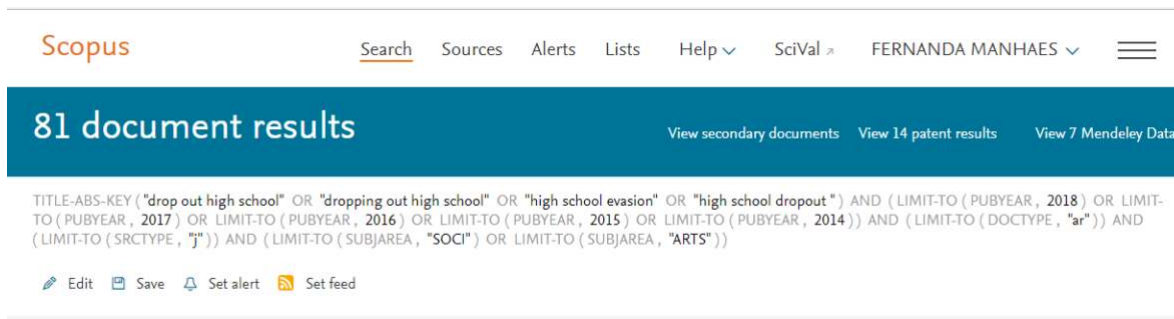 Scopus Search Sources Alerts Lists Help SciVal FERNANDA MANHAES
81 document results View secondary documents View 14 patent results View 7 Mendeley Data
TITLE-ABS-KEY ( "drop out high school" OR "dropping out high school" OR "high school evasion" OR "high school dropout " ) AND ( LIMIT-TO ( PUBYEAR , 2018 ) OR LIMIT-
TO ( PUBYEAR , 2017 ) OR LIMIT-TO ( PUBYEAR , 2016 ) OR LIMIT-TO ( PUBYEAR , 2015 ) OR LIMIT-TO ( PUBYEAR , 2014 ) ) AND ( LIMIT-TO ( DOCTYPE , "ar" ) ) AND
( LIMIT-TO ( SRCTYPE , "j" ) ) AND ( LIMIT-TO ( SUBJAREA , "SOCI" ) OR LIMIT-TO ( SUBJAREA , "ARTS" ) )
Edit Save Set alert Set feed